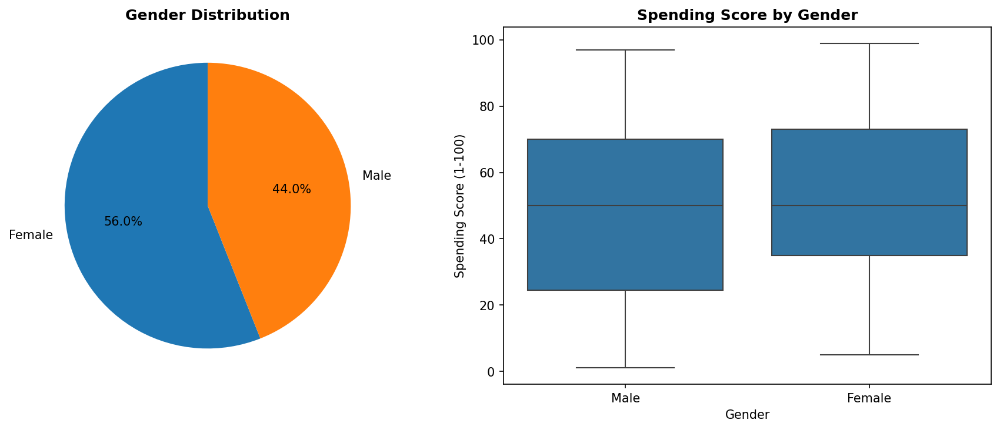 Gender Distribution
Male
44.0%
56.0%
Female
Spending Score by Gender
Spending Score (1-100)
100
80
60
40
20
0
Male Female
Gender